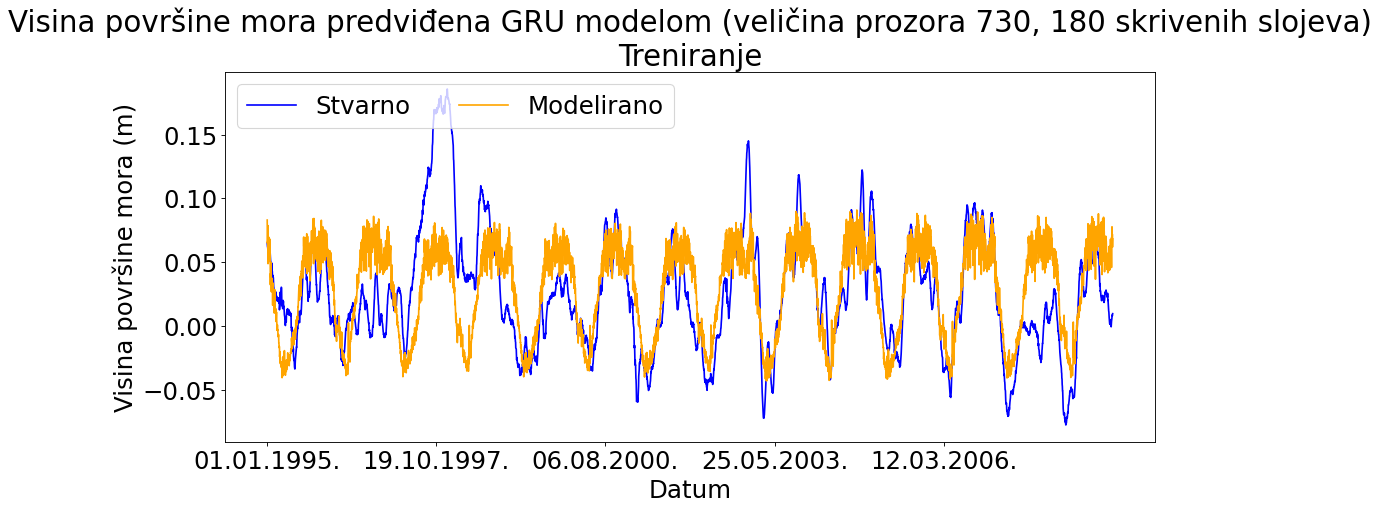 Visina površine mora predviđena GRU modelom (veličina prozora 730, 180 skrivenih slojeva)
Treniranje
Stvarno
Modelirano
Visina površine mora (m)
0.15
0.10
0.05
0.00
−0.05
01.01.1995.
19.10.1997.
06.08.2000.
25.05.2003.
12.03.2006.
Datum